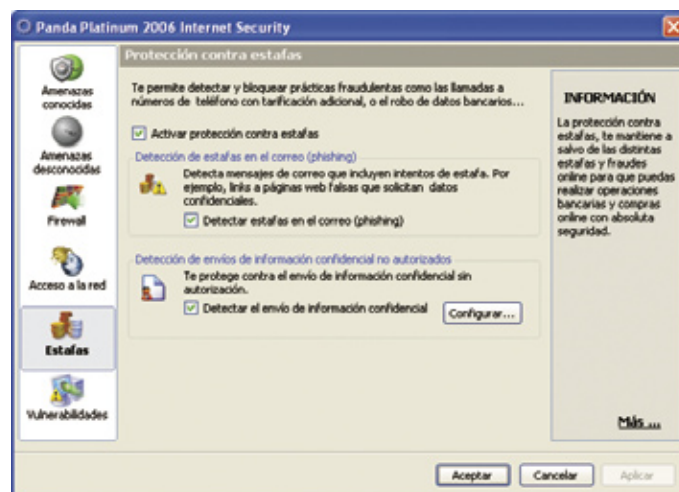 Panda Platinum 2006 Internet Security
Amenazas
conocidas
Amenazas
desconocidas
Firewall
Acceso a la red
Estafas
Vulnerabilidades
Protección contra estafas
Te permite detectar y bloquear prácticas fraudulentas como las llamadas a
números de teléfono con tarificación adicional, o el robo de datos bancarios...
Activar protección contra estafas
Detección de estafas en el correo (phishing)
Detecta mensajes de correo que incluyen intentos de estafa. Por
ejemplo, links a páginas web falsas que solicitan datos
confidenciales.
Detectar estafas en el correo (phishing)
Detección de envíos de información confidencial no autorizados
Te protege contra el envío de información confidencial sin
autorización.
Detectar el envío de información confidencial
Configurar...
INFORMACIÓN
La protección contra
estafas, te mantiene a
salvo de las distintas
estafas y fraudes
online para que puedas
realizar operaciones
bancarias y compras
online con absoluta
seguridad.
Más ...
Aceptar
Cancelar
Aplicar